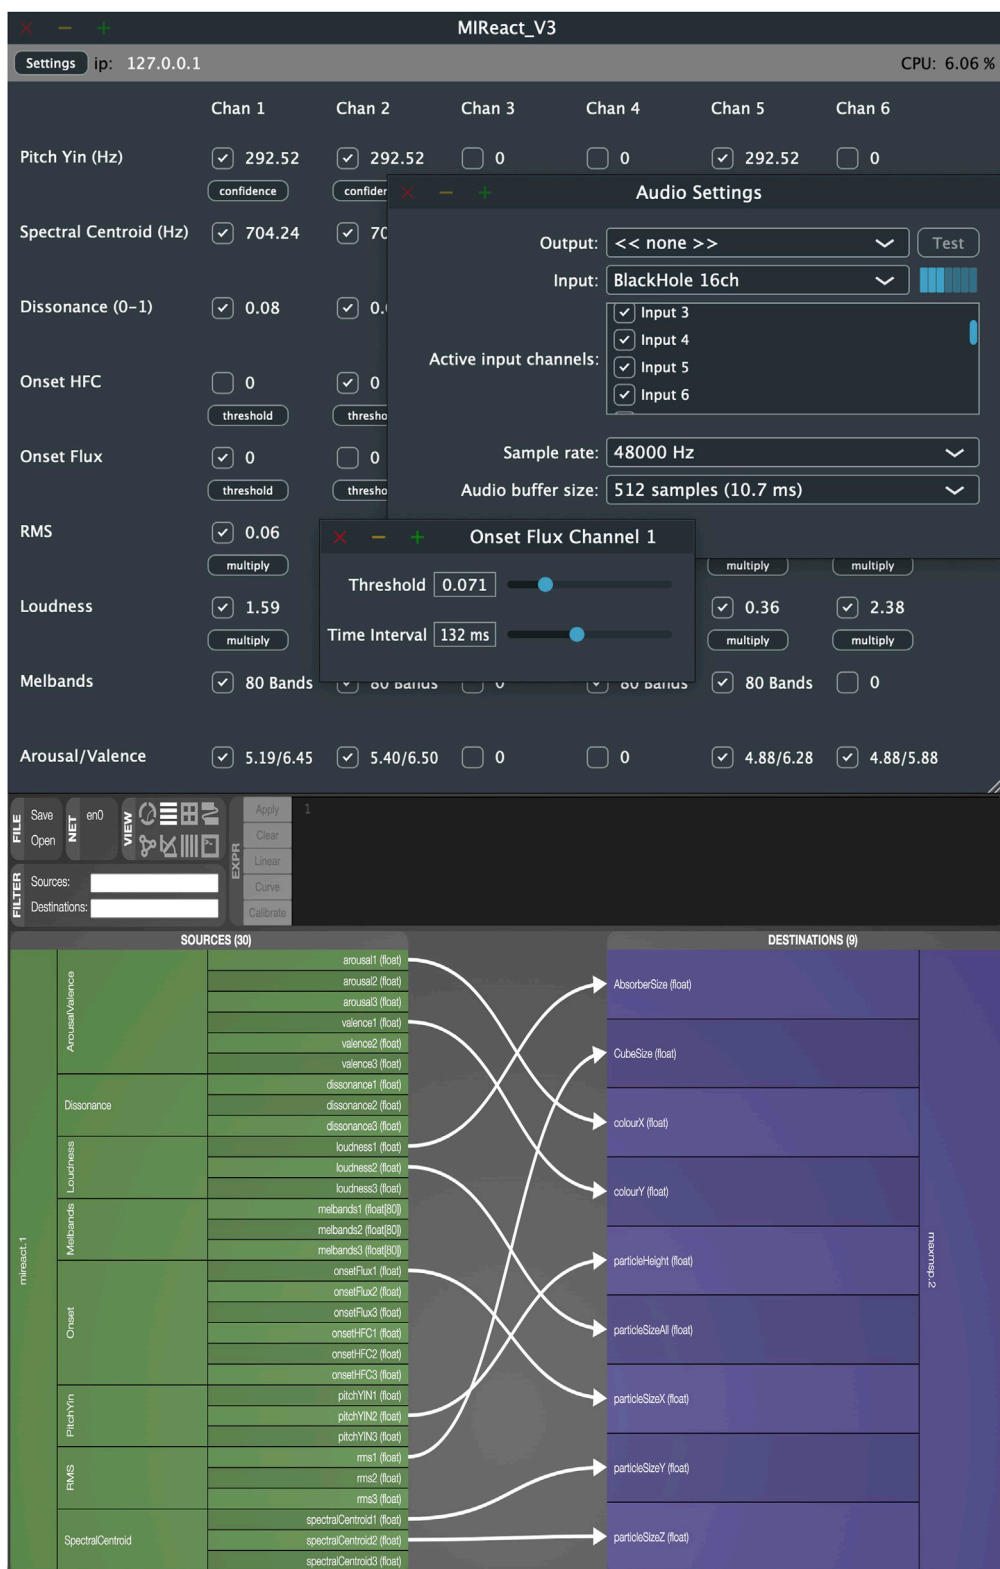 MIReact_V3
Settings ip: 127.0.0.1 CPU: 6.06 %
Chan 1 Chan 2 Chan 3 Chan 4 Chan 5 Chan 6
Pitch Yin (Hz) 292.52 292.52 0 0 292.52 0
confidence
Audio Settings
Spectral Centroid (Hz) 704.24
Output: << none >> Test
Input: BlackHole 16ch
Dissonance (0-1) 0.08
Input 3
Input 4
Active input channels: Input 5
Input 6
Onset HFC 0 0
threshold
Onset Flux 0 0
threshold
Sample rate: 48000 Hz
Audio buffer size: 512 samples (10.7 ms)
RMS 0.06
multiply multiply multiply
Onset Flux Channel 1
Threshold 0.071
Time Interval 132 ms
Loudness 1.59 0.36 2.38
multiply multiply multiply
Melbands 80 Bands 80 Bands 0 80 Bands 80 Bands 0
Arousal/Valence 5.19/6.45 5.40/6.50 0 0 4.88/6.28 4.88/5.88
FILE Save Open
NET en0
VIEW
EXPR Apply Clear Linear Curve Calibrate
1
FILTER
Sources:
Destinations:
SOURCES (30)
DESTINATIONS (9)
mireact.1
ArousalValence
arousal1 (float)
arousal2 (float)
arousal3 (float)
valence1 (float)
valence2 (float)
valence3 (float)
Dissonance
dissonance1 (float)
dissonance2 (float)
dissonance3 (float)
Loudness
loudness1 (float)
loudness2 (float)
loudness3 (float)
Melbands
melbands1 (float[80])
melbands2 (float[80])
melbands3 (float[80])
Onset
onsetFlux1 (float)
onsetFlux2 (float)
onsetFlux3 (float)
onsetHFC1 (float)
onsetHFC2 (float)
onsetHFC3 (float)
PitchYin
pitchYIN1 (float)
pitchYIN2 (float)
pitchYIN3 (float)
RMS
rms1 (float)
rms2 (float)
rms3 (float)
SpectralCentroid
spectralCentroid1 (float)
spectralCentroid2 (float)
spectralCentroid3 (float)
AbsorberSize (float)
CubeSize (float)
colourX (float)
colourY (float)
particleHeight (float)
particleSizeAll (float)
particleSizeX (float)
particleSizeY (float)
particleSizeZ (float)
maxmsp.2